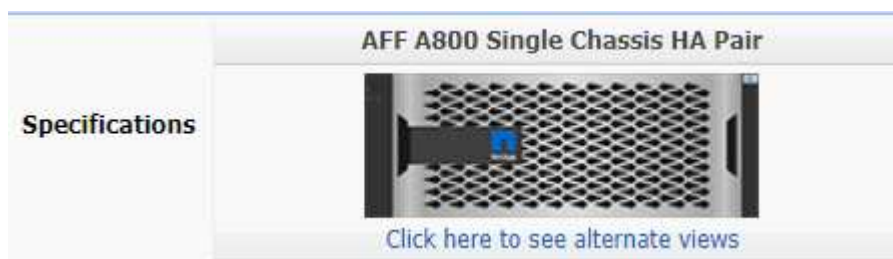 AFF A800 Single Chassis HA Pair
Specifications
Click here to see alternate views